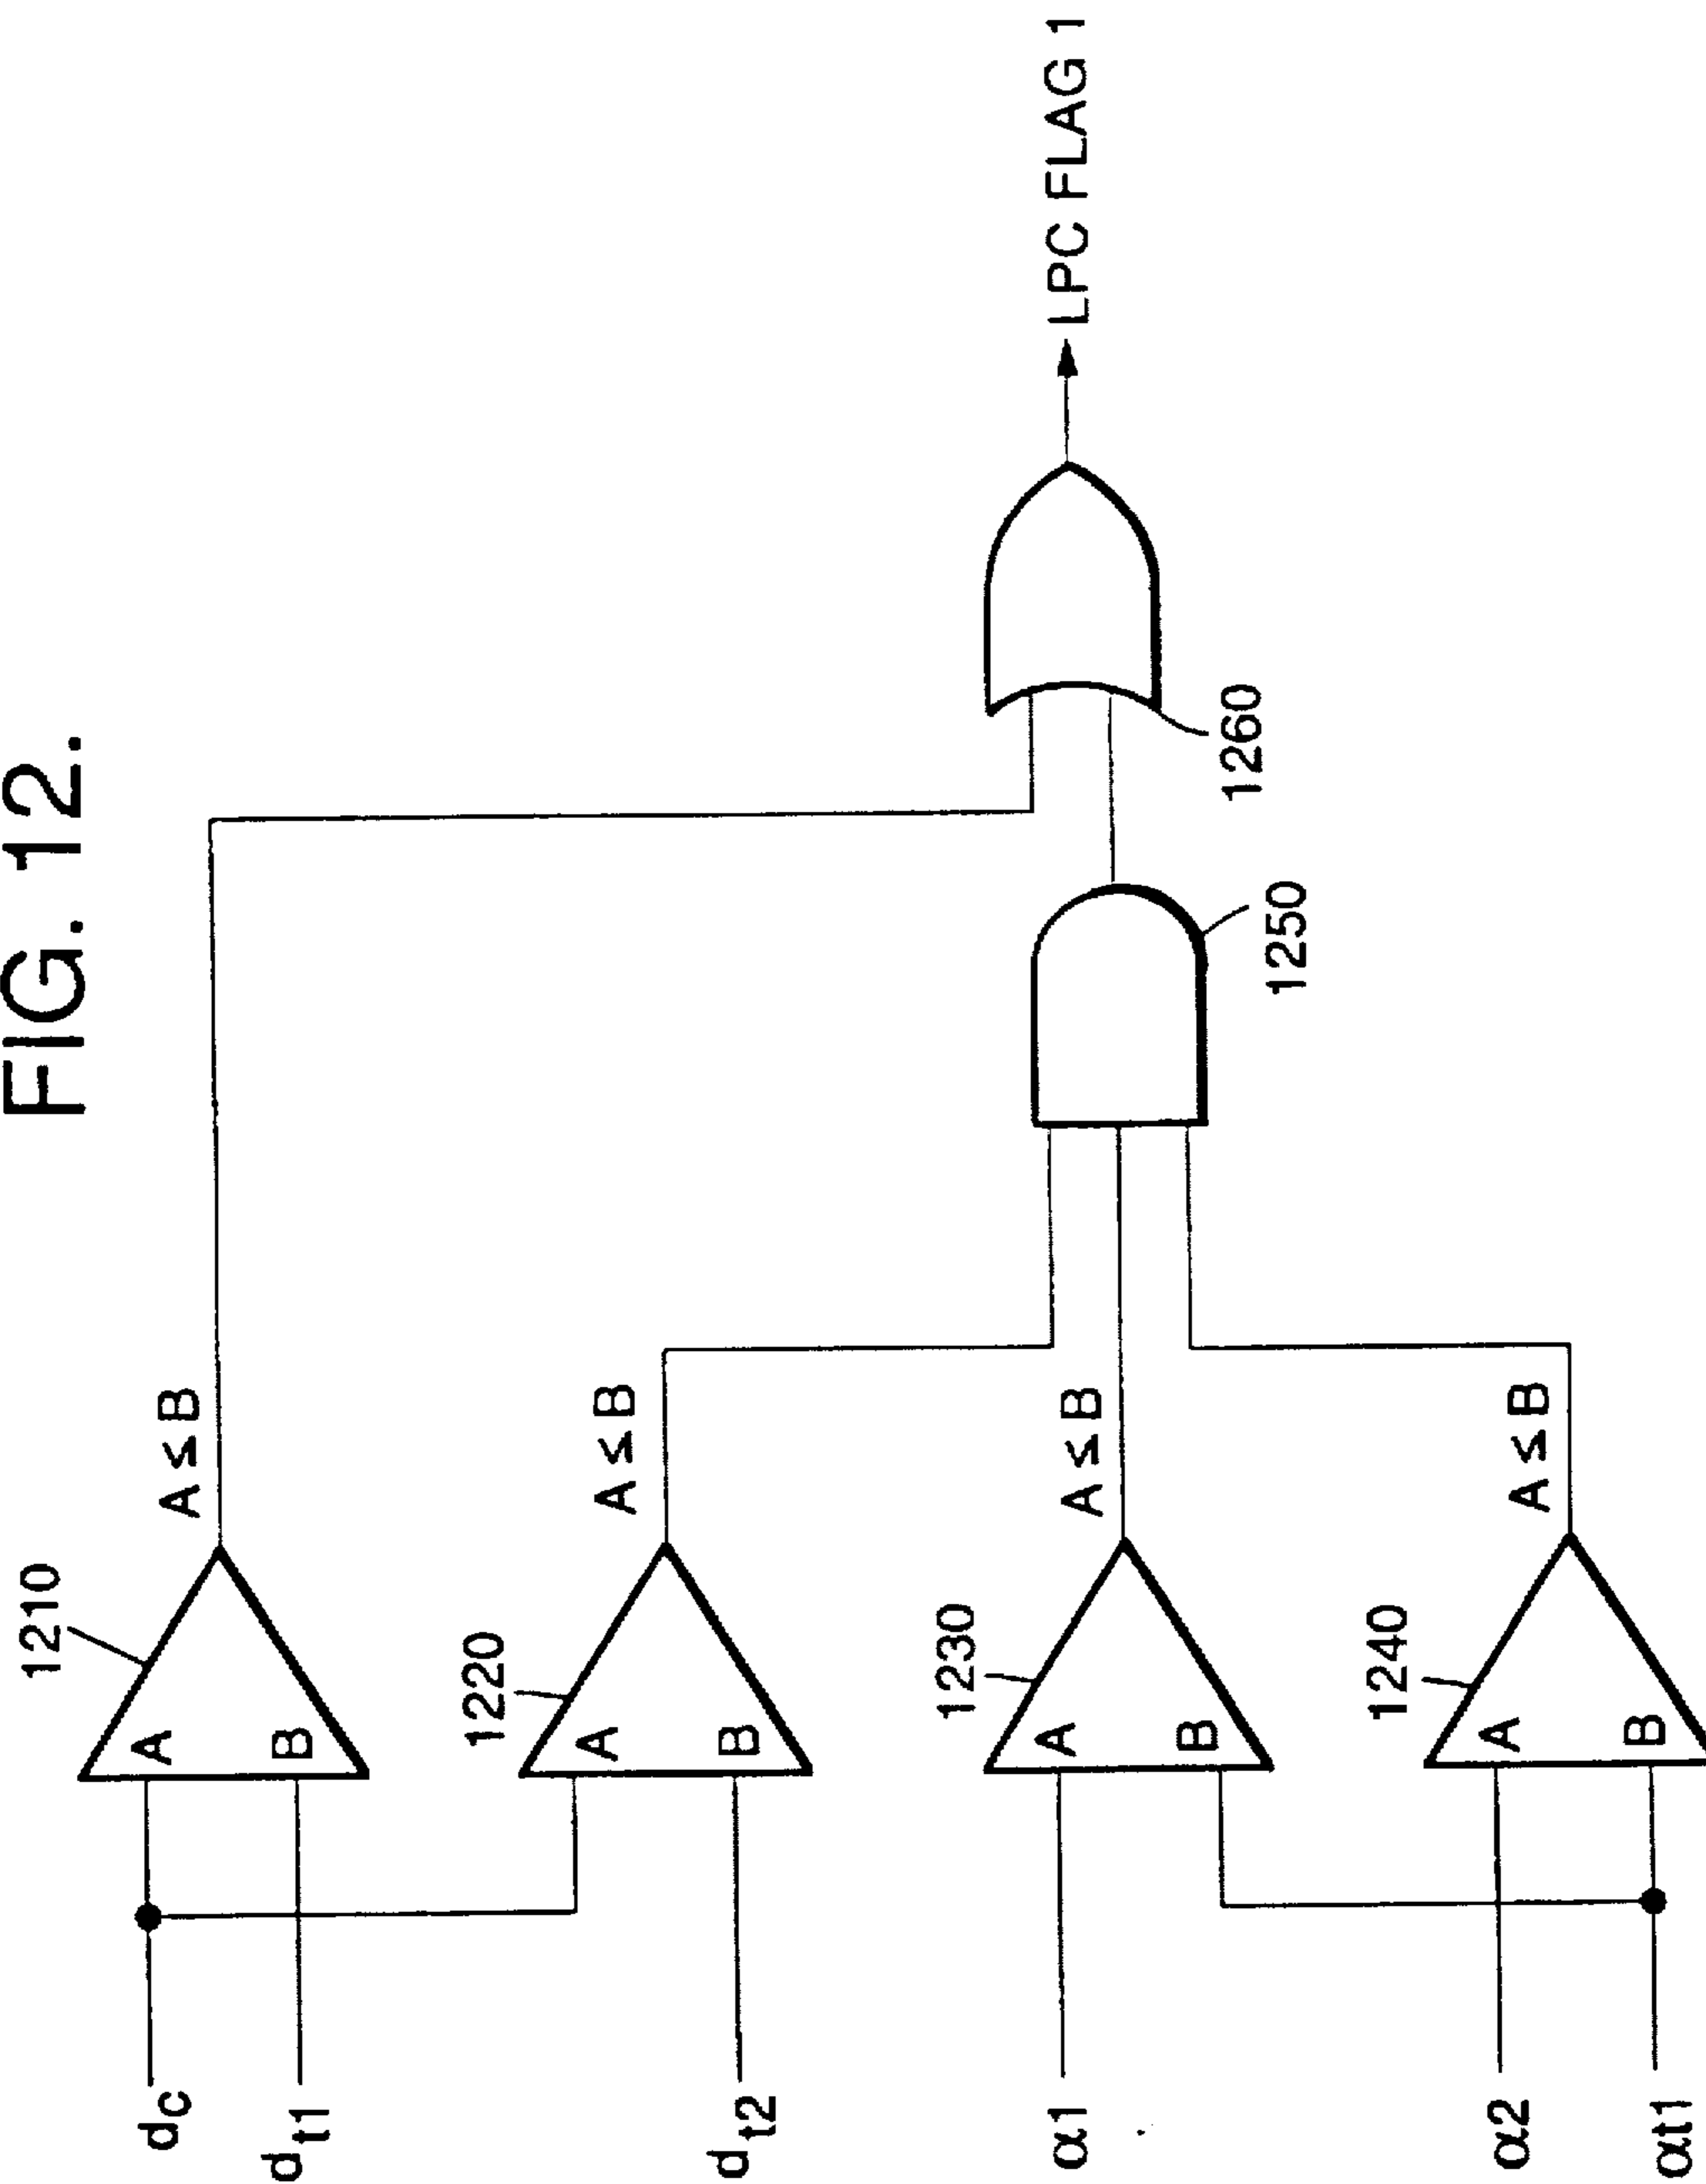 FIG. 12.
1210
A ≤ B
A
B
dc
dt1
1220
A ≤ B
A
B
dt2
1230
A ≤ B
A
B
α1
1240
A ≤ B
A
B
α2
αt1
1250
1260
LPC FLAG 1